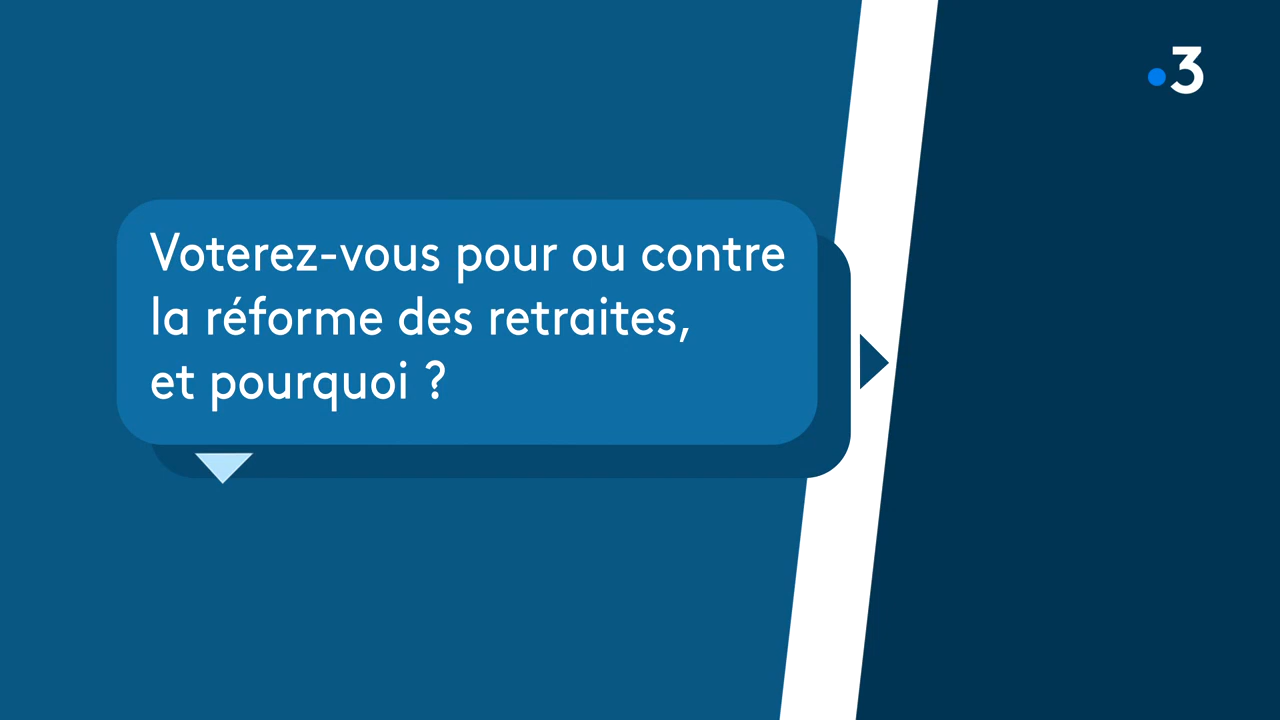 3
Voterez-vous pour ou contre
la réforme des retraites,
et pourquoi ?